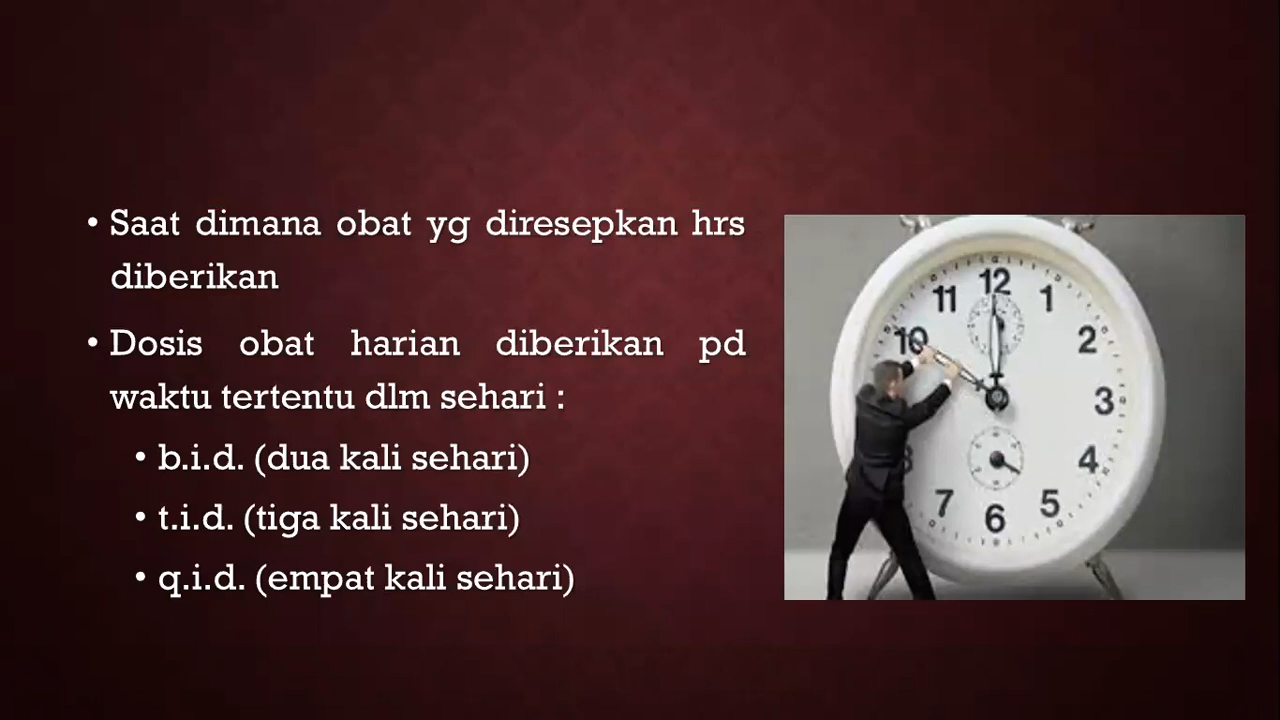 • Saat dimana obat yg diresepkan hrs
diberikan
• Dosis obat harian diberikan pd
waktu tertentu dlm sehari :
• b.i.d. (dua kali sehari)
• t.i.d. (tiga kali sehari)
• q.i.d. (empat kali sehari)
12
11
1
10
2
3
8
4
7
5
6